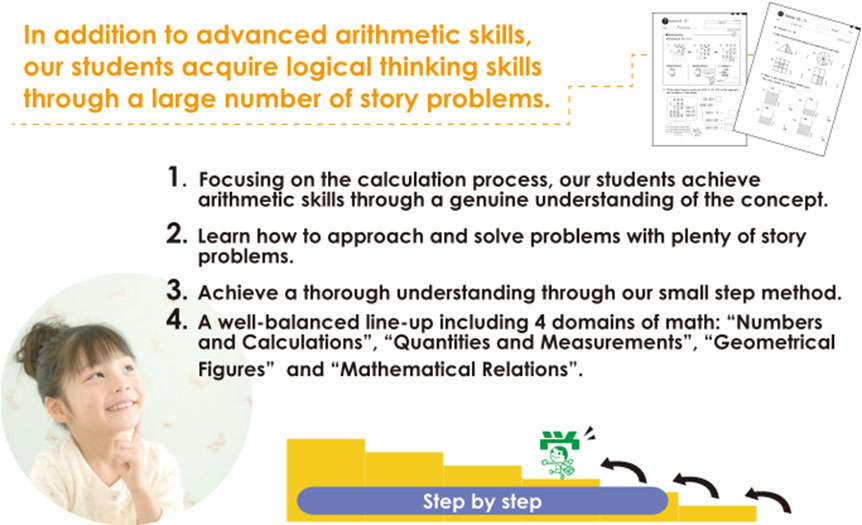 In addition to advanced arithmetic skills,
our students acquire logical thinking skills
through a large number of story problems.
1. Focusing on the calculation process, our students achieve
arithmetic skills through a genuine understanding of the concept.
2. Learn how to approach and solve problems with plenty of story
problems.
3. Achieve a thorough understanding through our small step method.
4. A well-balanced line-up including 4 domains of math: “Numbers
and Calculations”, “Quantities and Measurements”, “Geometrical
Figures” and “Mathematical Relations”.
Step by step